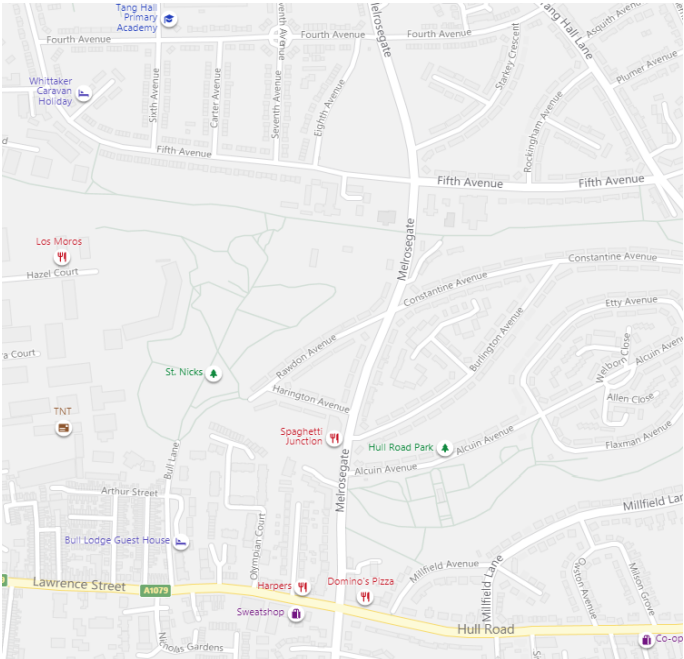 Tang Hall
Primary
Academy
Fourth Avenue
Seventh Avenue
Fourth Avenue
Melrosegate
Fourth Avenue
Starkey Crescent
Tang Hall Lane
Asquith Avenue
Plumer Avenue
Whittaker
Caravan
Holiday
Sixth Avenue
Carter Avenue
Seventh Avenue
Eighth Avenue
Rockingham Avenue
Fifth Avenue
Fifth Avenue
Fifth Avenue
Los Moros
Hazel Court
Melrosegate
Constantine Avenue
Constantine Avenue
Etty Avenue
Rawdon Avenue
Burlington Avenue
Welborn Close
Alcuin Avenue
St. Nicks
Harington Avenue
Allen Close
TNT
Spaghetti
Junction
Hull Road Park
Alcuin Avenue
Flaxman Avenue
Bull Lane
Alcuin Avenue
Arthur Street
Melrosegate
Olympian Court
Bull Lodge Guest House
Millfield Avenue
Millfield Lane
Lawrence Street
A1079
Harpers
Domino's Pizza
Milson Grove
Sweatshop
Hull Road
Nicholas Gardens
Co-op